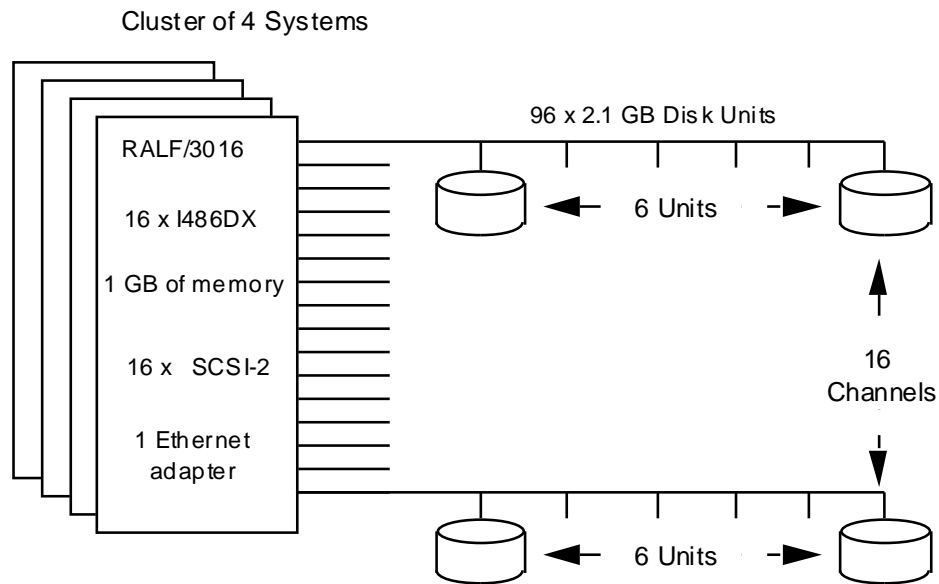 Cluster of 4 Systems
96 x 2.1 GB Disk Units
RALF/3016
16 x I486DX
6 Units
1 GB of memory
16 x SCSI-2
16
Channels
1 Ethernet
adapter
6 Units